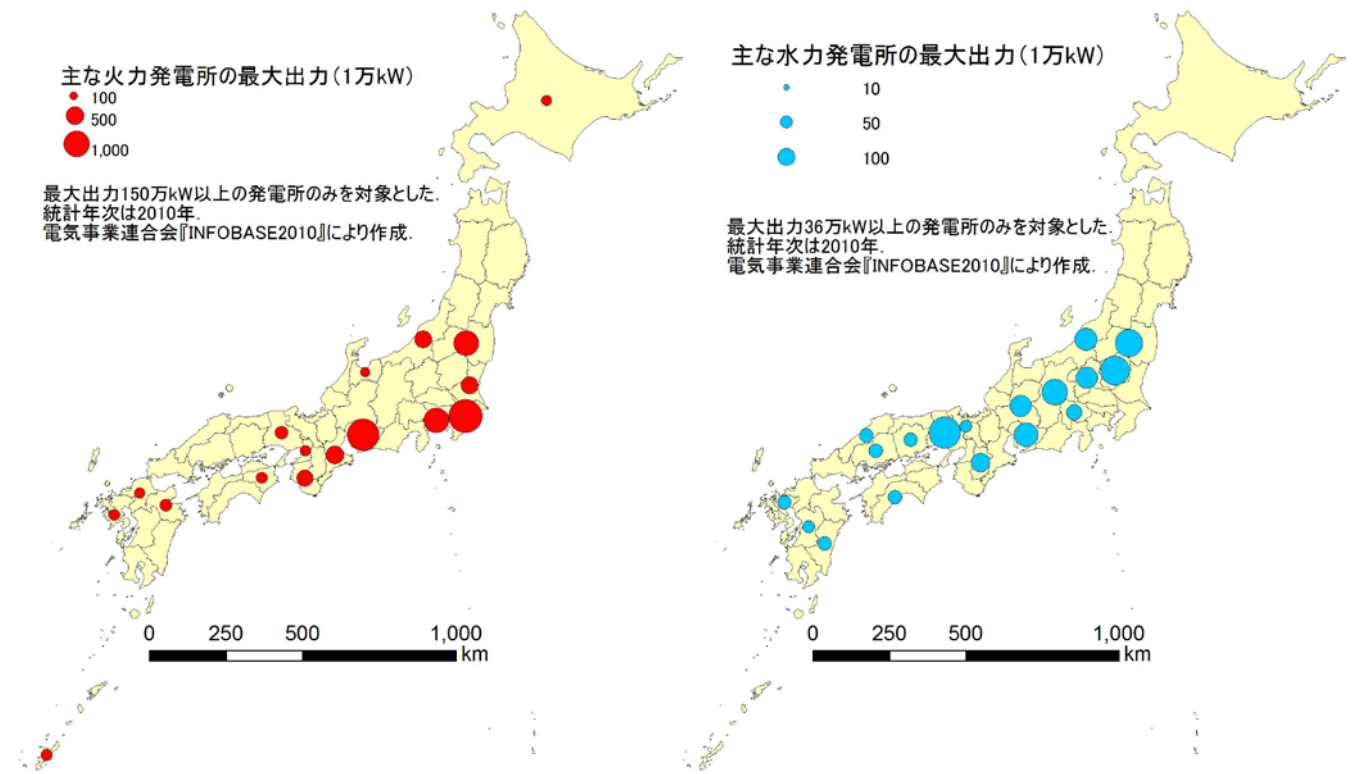 主な火力発電所の最大出力(1万kW)
100
500
1,000
最大出力150万kW以上の発電所のみを対象とした.
統計年次は2010年.
電気事業連合会『INFOBASE2010』により作成.
0 250 500 1,000
km
主な水力発電所の最大出力(1万kW)
10
50
100
最大出力36万kW以上の発電所のみを対象とした.
統計年次は2010年.
電気事業連合会『INFOBASE2010』により作成.
0 250 500 1,000
km